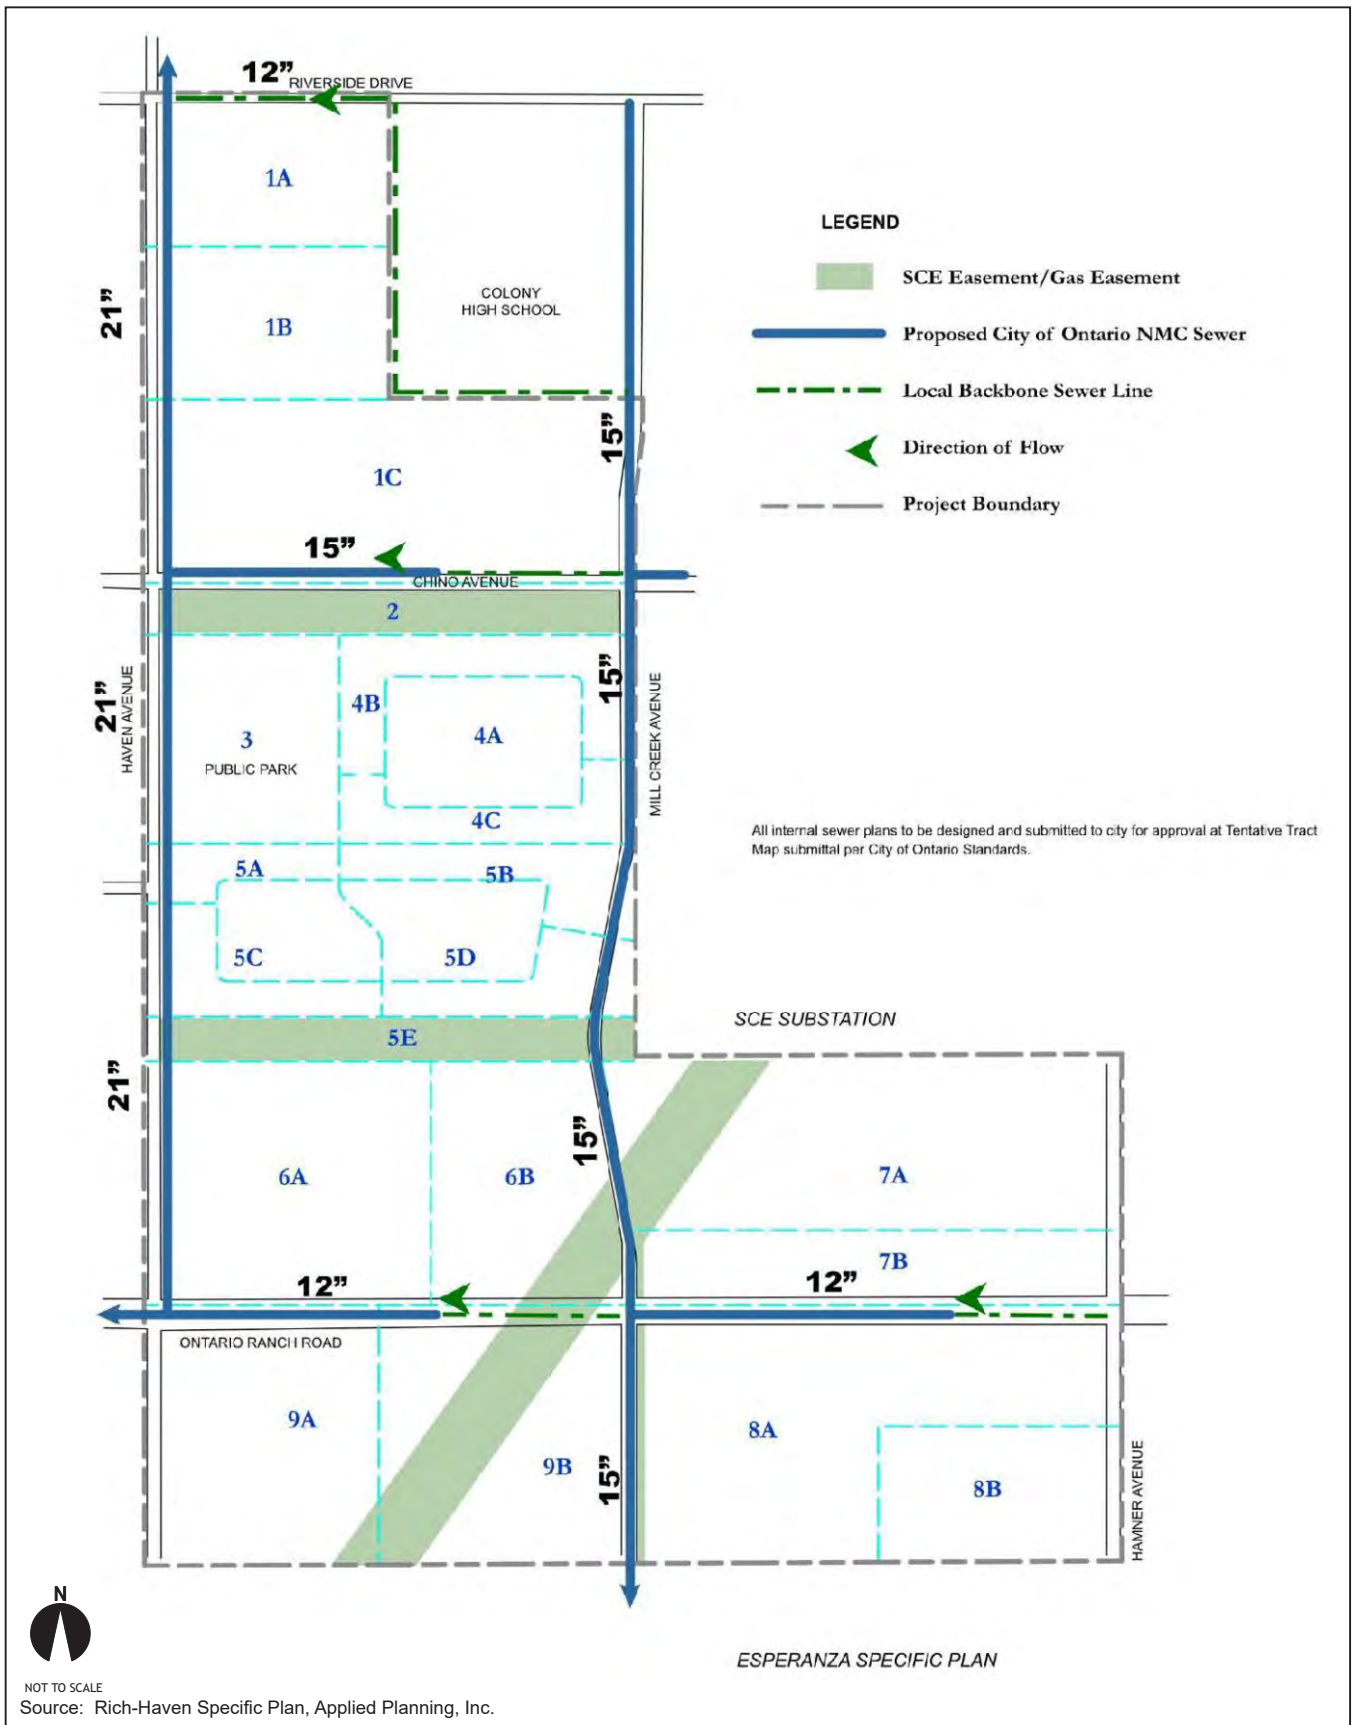 12”
RIVERSIDE DRIVE
1A
LEGEND
SCE Easement/Gas Easement
21”
COLONY
HIGH SCHOOL
1B
Proposed City of Ontario NMC Sewer
Local Backbone Sewer Line
15”
Direction of Flow
1C
Project Boundary
15”
CHINO AVENUE
2
HAVEN AVENUE
21”
15”
MILL CREEK AVENUE
4B
4A
3
PUBLIC PARK
4C
All internal sewer plans to be designed and submitted to city for approval at Tentative Tract
Map submittal per City of Ontario Standards.
5A
5B
5C
5D
SCE SUBSTATION
5E
21”
15”
6A
6B
7A
7B
12”
12”
ONTARIO RANCH ROAD
9A
8A
9B
15”
8B
HAMNER AVENUE
N
NOT TO SCALE
ESPERANZA SPECIFIC PLAN
Source: Rich-Haven Specific Plan, Applied Planning, Inc.